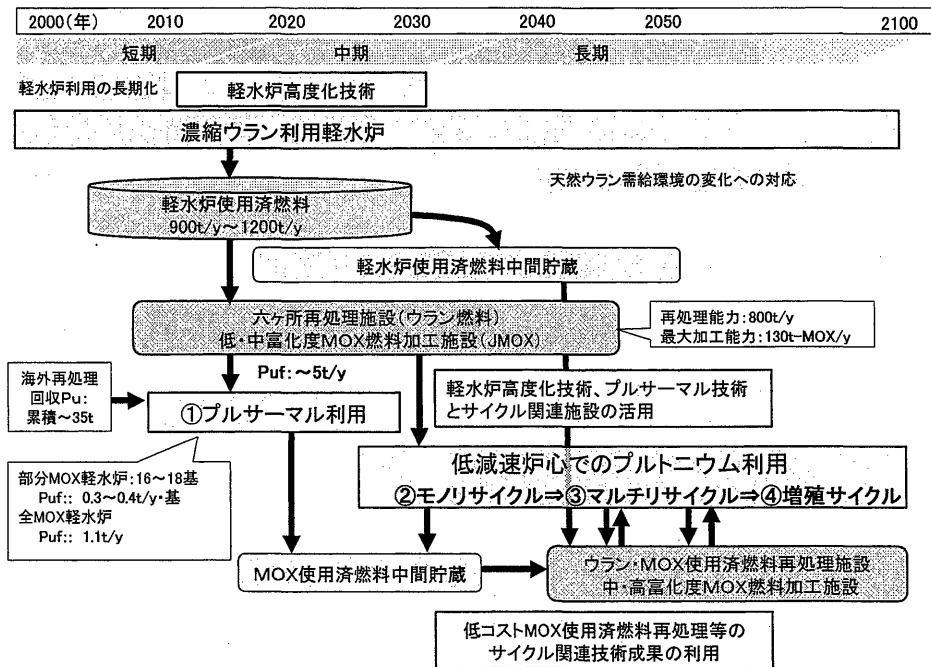 2000(年) 2010 2020 2030 2040 2050 2100
短期 中期 長期
軽水炉利用の長期化
軽水炉高度化技術
濃縮ウラン利用軽水炉
天然ウラン需給環境の変化への対応
軽水炉使用済燃料
900t/y～1200t/y
軽水炉使用済燃料中間貯蔵
六ヶ所再処理施設(ウラン燃料)
低・中富化度MOX燃料加工施設(JMOX)
再処理能力:800t/y
最大加工能力:130t-MOX/y
Puf:～5t/y
海外再処理
回収Pu:
累積～35t
①プルサーマル利用
軽水炉高度化技術、プルサーマル技術
とサイクル関連施設の活用
部分MOX軽水炉:16～18基
Puf:: 0.3～0.4t/y・基
全MOX軽水炉
Puf:: 1.1t/y
低減速炉心でのプルトニウム利用
②モノリサイクル⇒③マルチリサイクル⇒④増殖サイクル
MOX使用済燃料中間貯蔵
ウラン・MOX使用済燃料再処理施設
中・高富化度MOX燃料加工施設
低コストMOX使用済燃料再処理等の
サイクル関連技術成果の利用